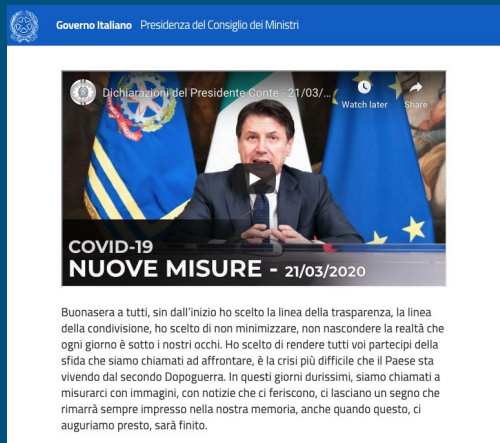 Governo Italiano Presidenza del Consiglio dei Ministri
Dichiarazioni del Presidente Conte - 21/03/...
Watch later
Share
COVID-19
NUOVE MISURE - 21/03/2020
Buonasera a tutti, sin dall'inizio ho scelto la linea della trasparenza, la linea
della condivisione, ho scelto di non minimizzare, non nascondere la realtà che
ogni giorno è sotto i nostri occhi. Ho scelto di rendere tutti voi partecipi della
sfida che siamo chiamati ad affrontare, è la crisi più difficile che il Paese sta
vivendo dal secondo Dopoguerra. In questi giorni durissimi, siamo chiamati a
misurarci con immagini, con notizie che ci feriscono, ci lasciano un segno che
rimarrà sempre impresso nella nostra memoria, anche quando questo, ci
auguriamo presto, sarà finito.